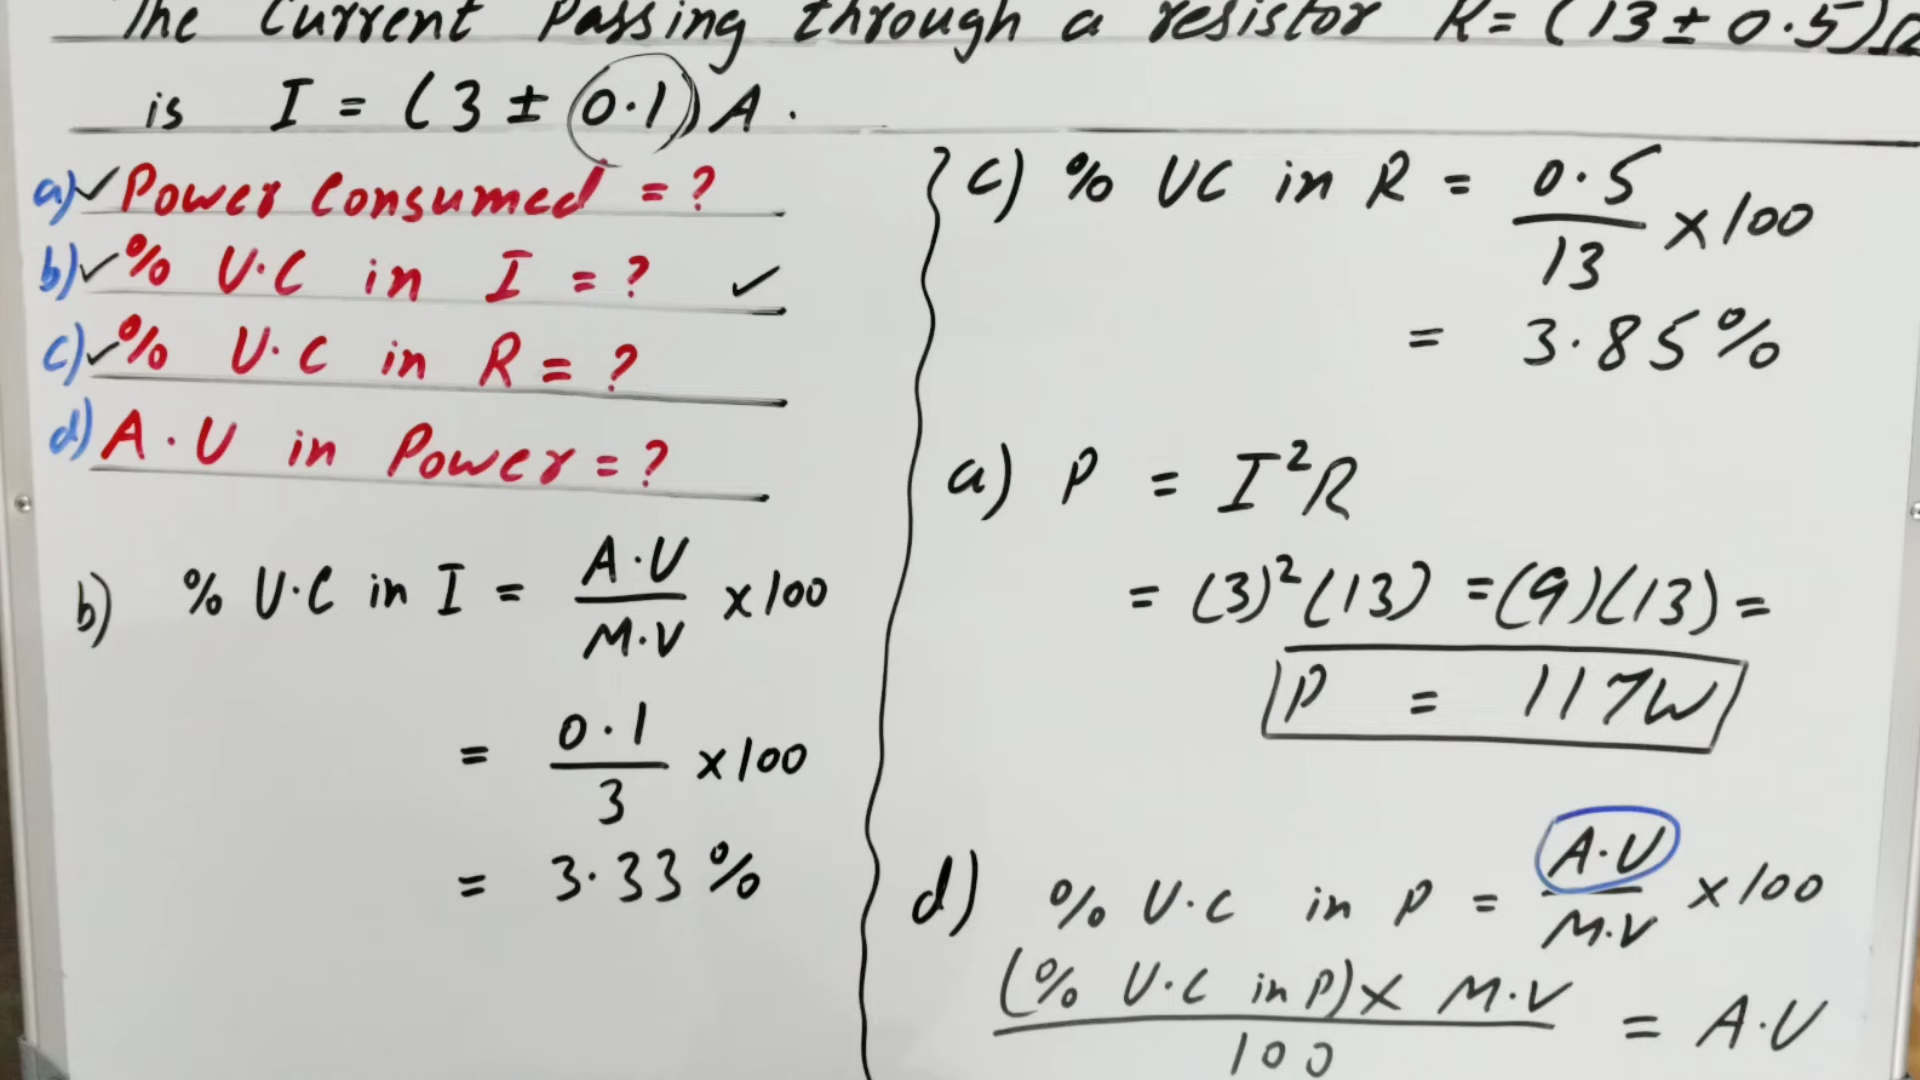 The Current Passing through a resistor R = (13 ± 0.5)Ω
is I = (3 ± 0.1) A.
a) ✓ Power Consumed = ?
b) ✓ % U.C in I = ? ✓
c) ✓ % U.C in R = ?
d) A.U in Power = ?
b) % U.C in I = A.U / M.V × 100
= 0.1 / 3 × 100
= 3.33 %
c) % UC in R = 0.5 / 13 × 100
= 3.85 %
a) P = I²R
= (3)² (13) = (9)(13) =
P = 117W
d) % U.C in P = A.U / M.V × 100
(% U.C in P) × M.V / 100 = A.U